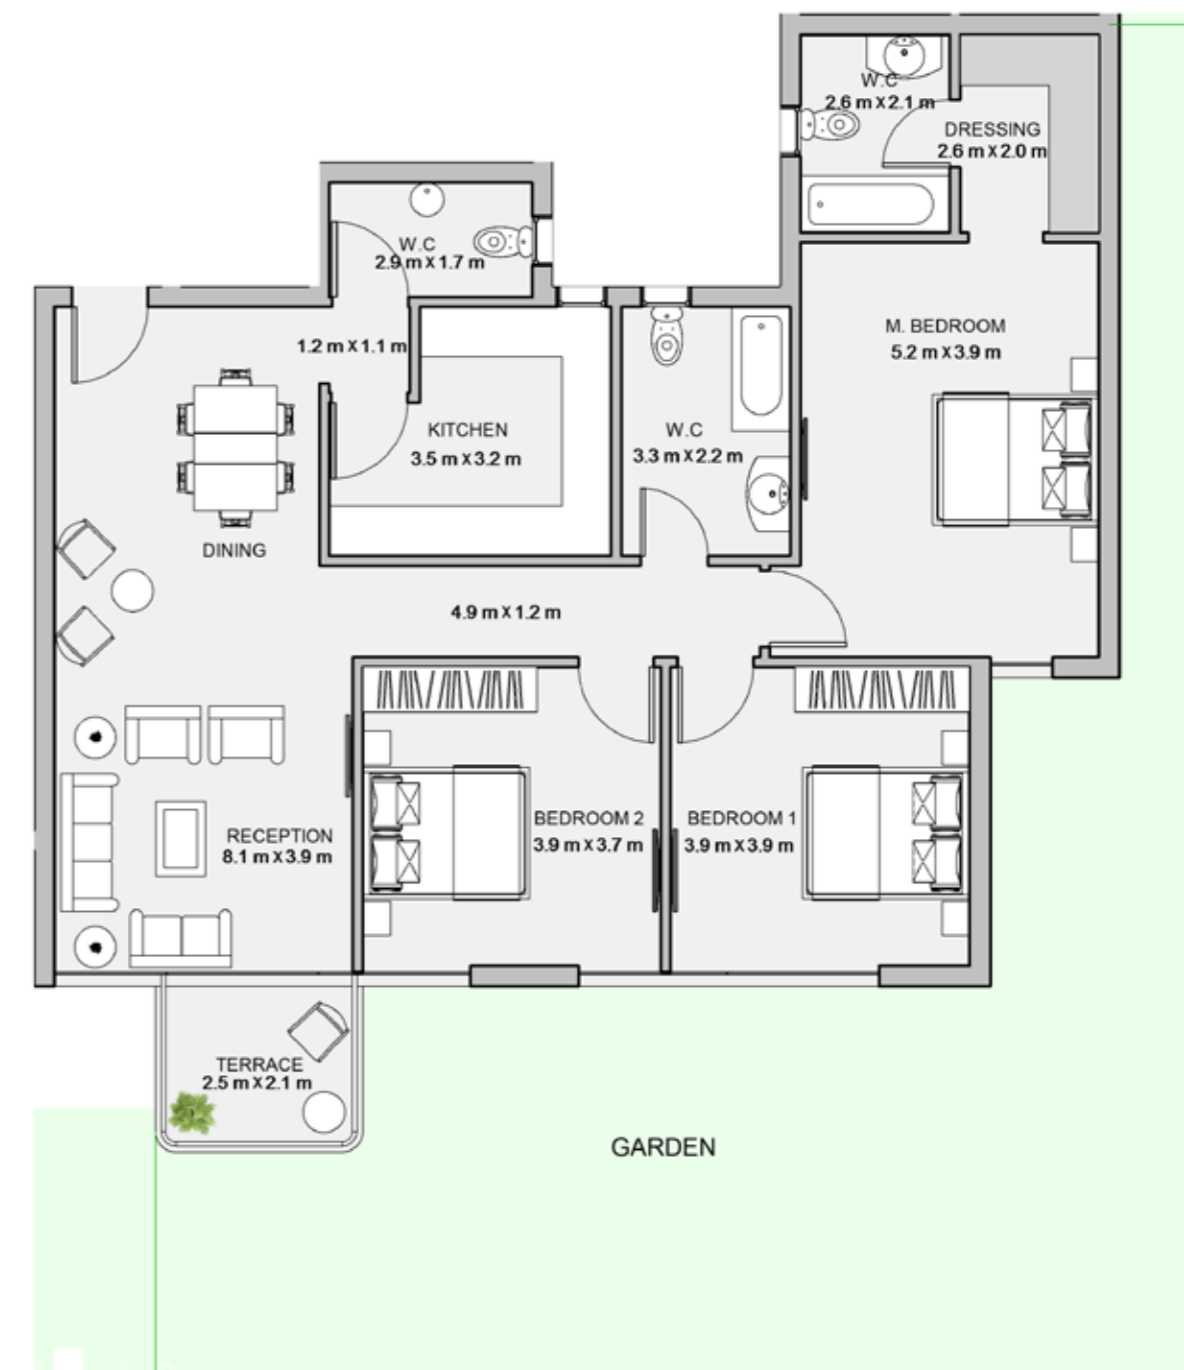 W.C
2.6 m X 2.1 m
DRESSING
2.6 m X 2.0 m
W.C
2.9 m X 1.7 m
M. BEDROOM
5.2 m X 3.9 m
1.2 m X 1.1 m
KITCHEN
3.5 m X 3.2 m
W.C
3.3 m X 2.2 m
DINING
4.9 m X 1.2 m
RECEPTION
8.1 m X 3.9 m
BEDROOM 2
3.9 m X 3.7 m
BEDROOM 1
3.9 m X 3.9 m
TERRACE
2.5 m X 2.1 m
GARDEN